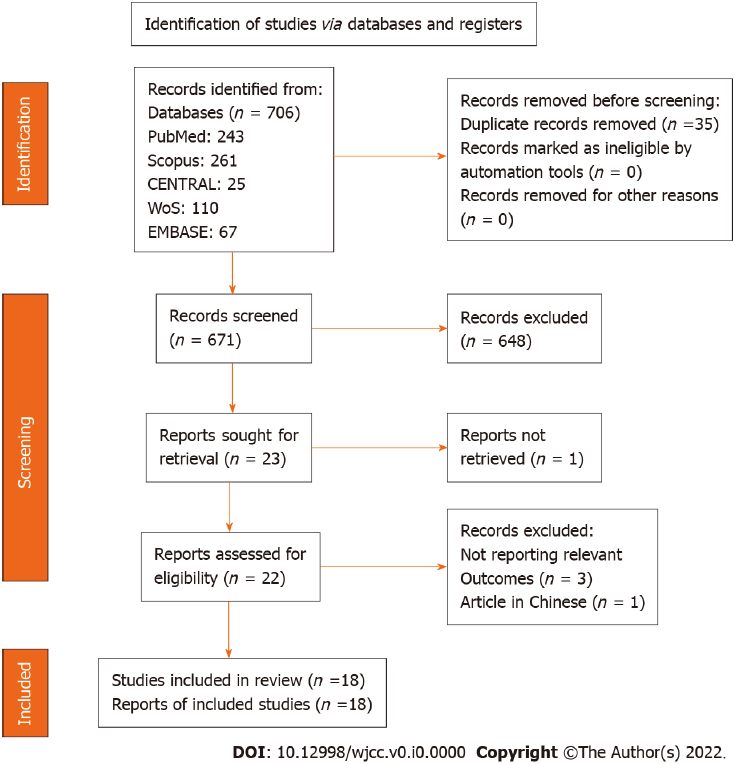 Identification of studies via databases and registers
Identification
Records identified from:
Databases (n = 706)
PubMed: 243
Scopus: 261
CENTRAL: 25
WoS: 110
EMBASE: 67
Records removed before screening:
Duplicate records removed (n =35)
Records marked as ineligible by
automation tools (n = 0)
Records removed for other reasons
(n = 0)
Screening
Records screened
(n = 671)
Records excluded
(n = 648)
Reports sought for
retrieval (n = 23)
Reports not
retrieved (n = 1)
Reports assessed for
eligibility (n = 22)
Records excluded:
Not reporting relevant
Outcomes (n = 3)
Article in Chinese (n = 1)
Included
Studies included in review (n =18)
Reports of included studies (n =18)
DOI: 10.12998/wjcc.v0.i0.0000 Copyright ©The Author(s) 2022.